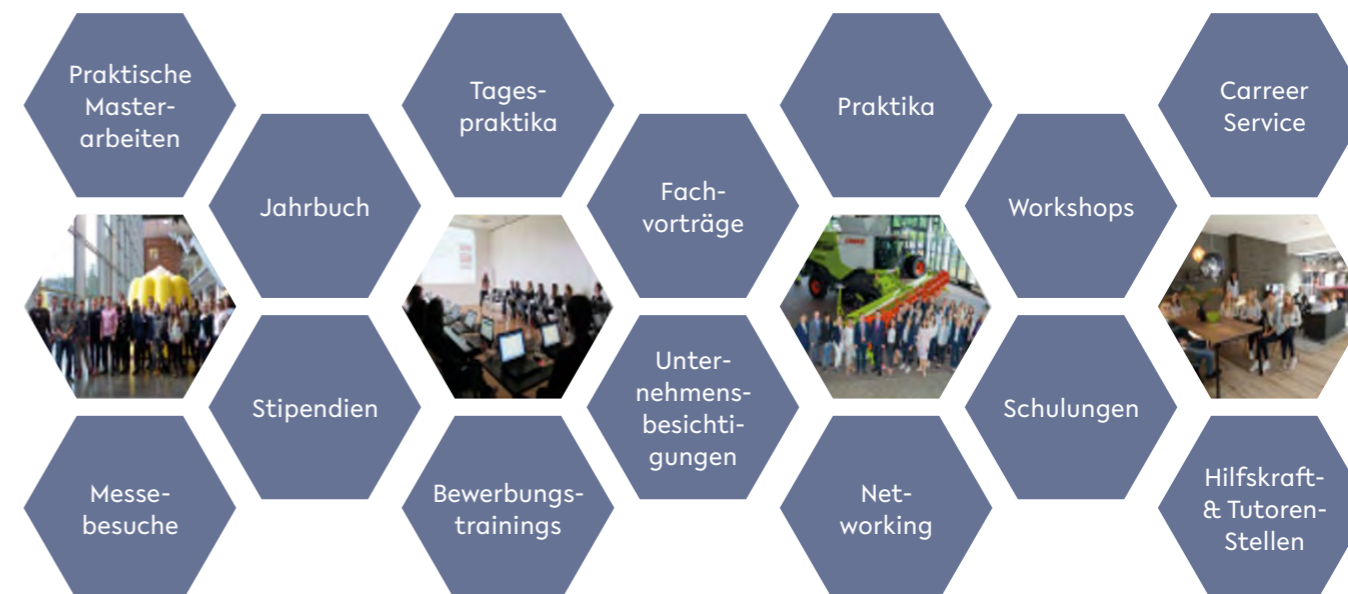 Praktische
Master-
arbeiten
Jahrbuch
Tages-
praktika
Fach-
vorträge
Praktika
Workshops
Carreer
Service
Stipendien
Unter-
nehmens-
besichti-
gungen
Schulungen
Messe-
besuche
Bewerbungs-
trainings
Net-
working
Hilfskraft-
& Tutoren-
Stellen